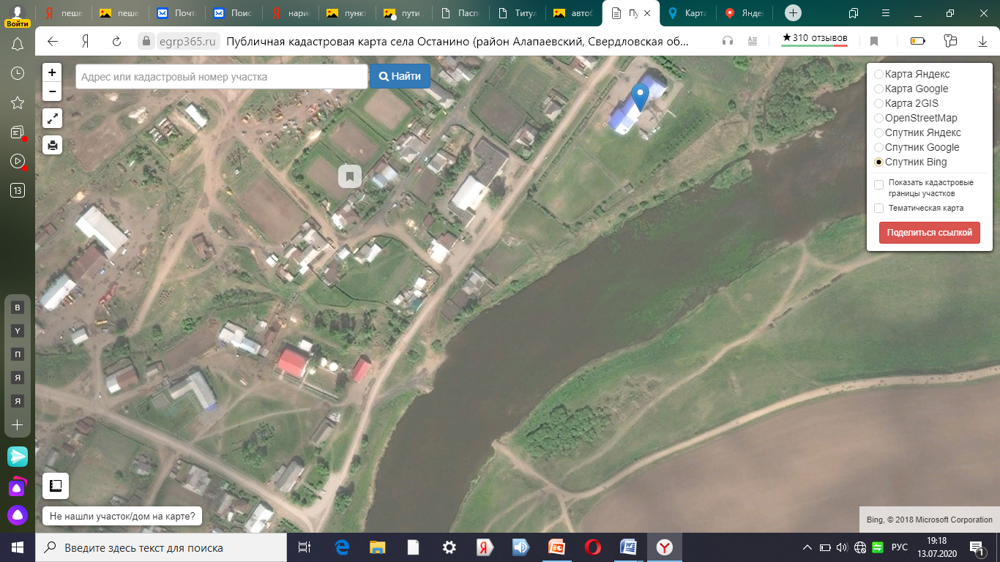 Войти
пеше
пеше
Почт
Поис
нарис
пункт
пути
Паспо
Титул
автоб
Пу
Карта
Яндек
egrp365.ru
Публичная кадастровая карта села Останино (район Алапаевский, Свердловская об...
★310 отзывов
+
−
Адрес или кадастровый номер участка
Найти
Карта Яндекс
Карта Google
Карта 2GIS
OpenStreetMap
Спутник Яндекс
Спутник Google
Спутник Bing
Показать кадастровые
границы участков
Тематическая карта
Поделиться ссылкой
13
В
Y
П
Я
Я
Не нашли участок/дом на карте?
Bing, © 2018 Microsoft Corporation
Введите здесь текст для поиска
РУС
19:18
13.07.2020
1